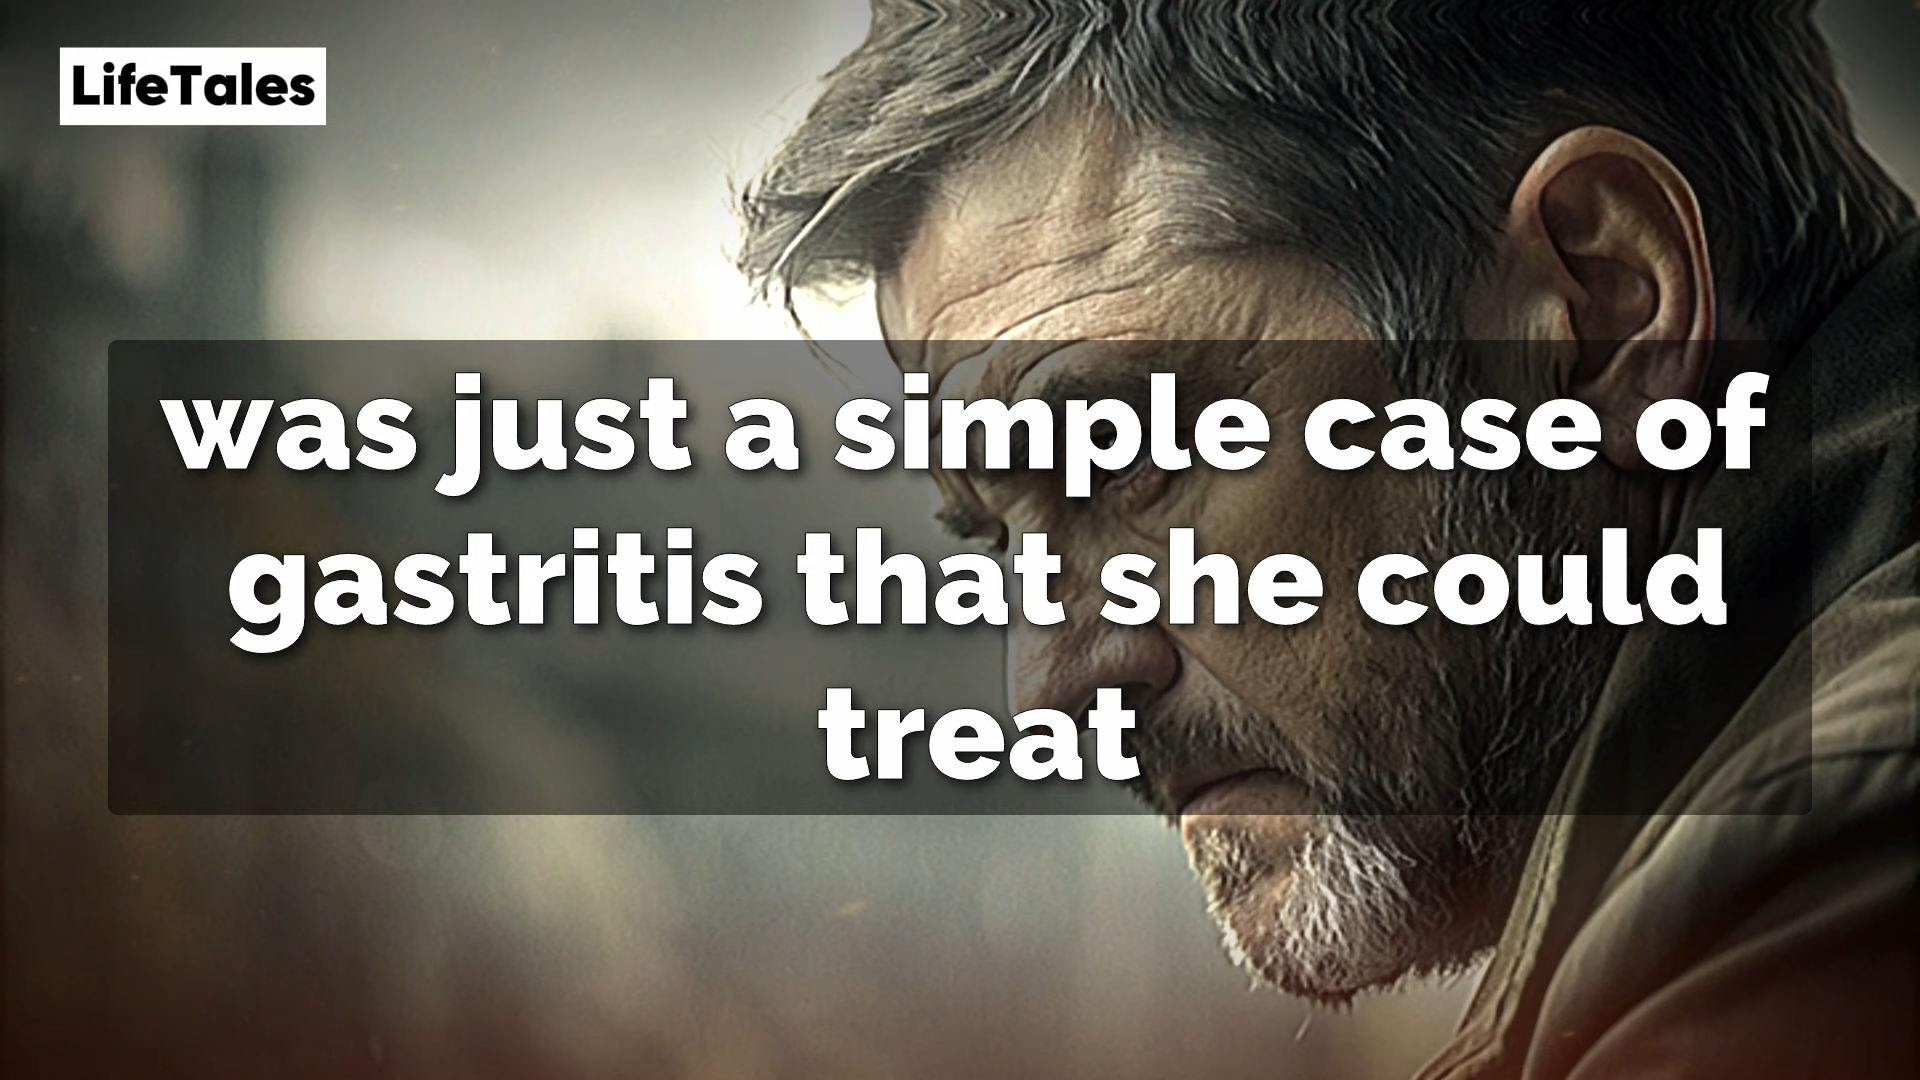 LifeTales
was just a simple case of
gastritis that she could
treat